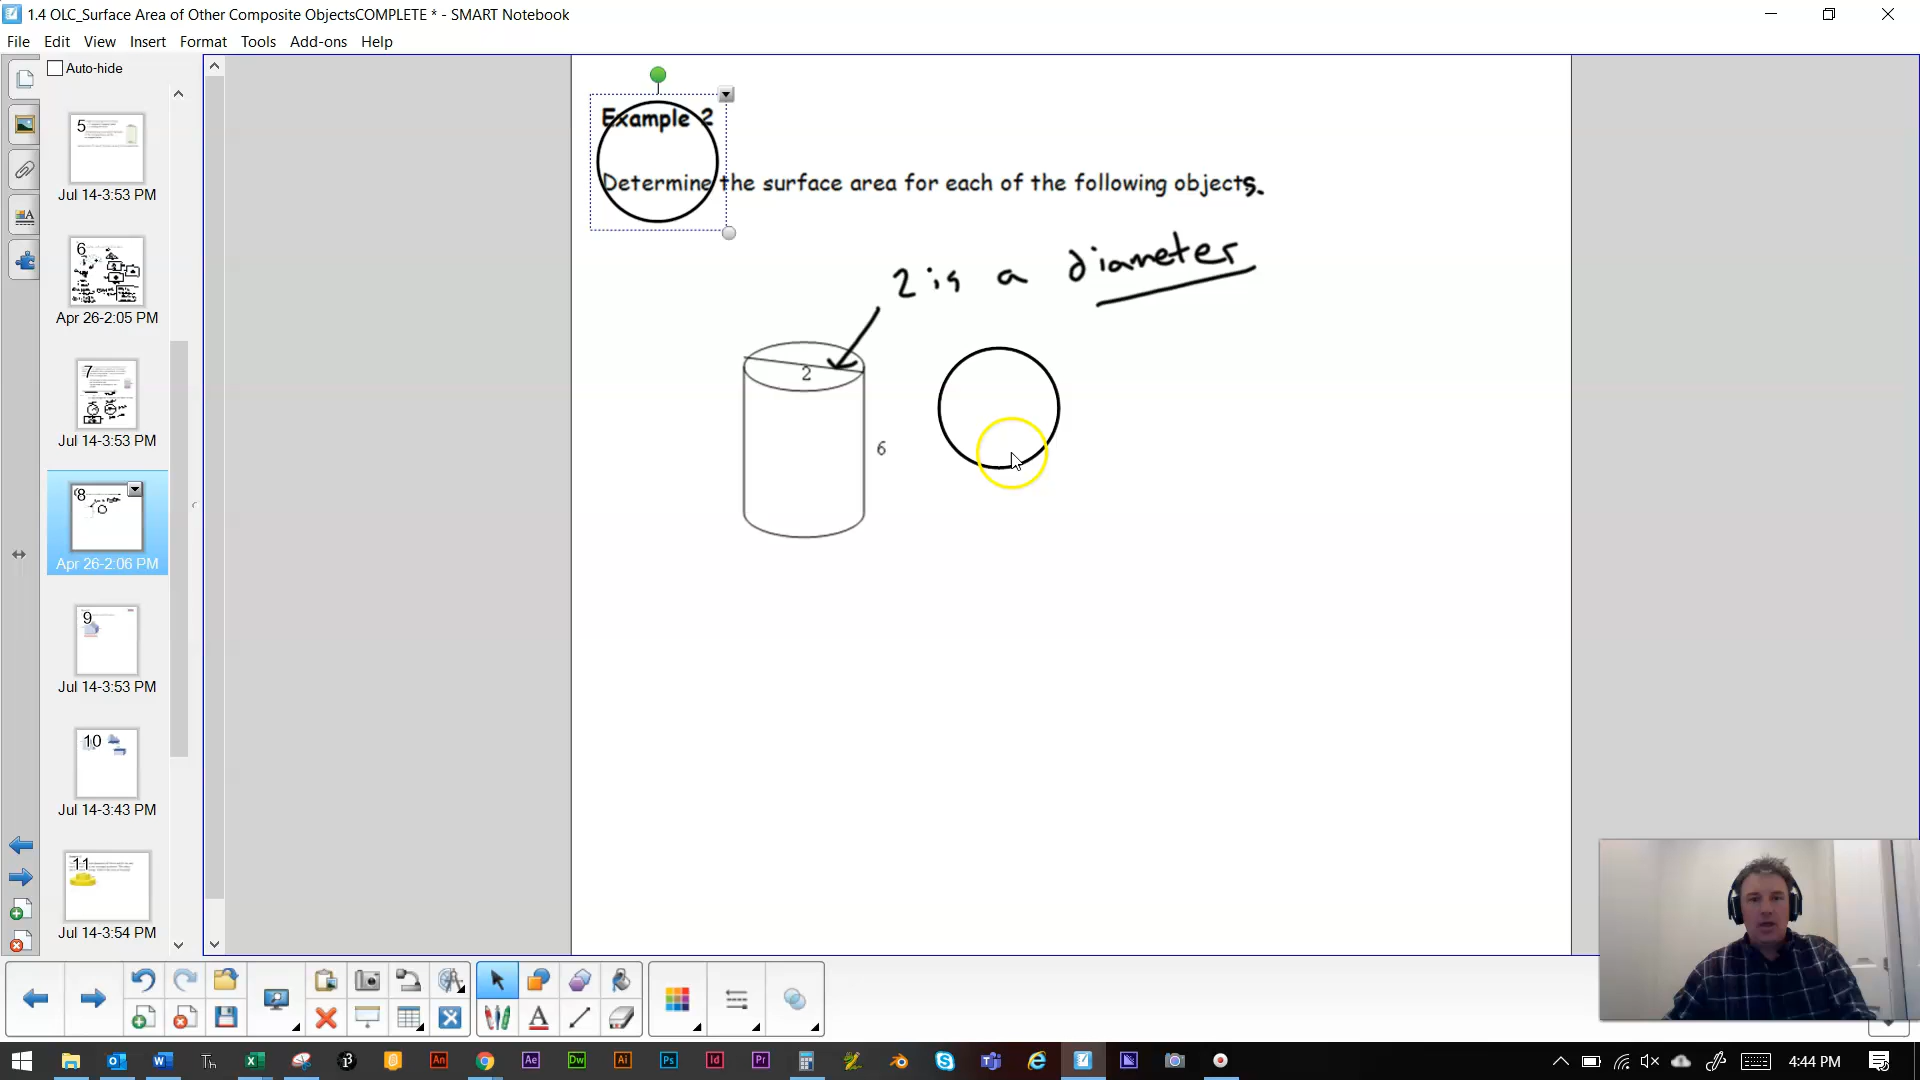 1.4 OLC_Surface Area of Other Composite ObjectsCOMPLETE * - SMART Notebook
File Edit View Insert Format Tools Add-ons Help
Auto-hide
5
Jul 14-3:53 PM
6
Apr 26-2:05 PM
7
Jul 14-3:53 PM
8
Apr 26-2:06 PM
9
Jul 14-3:53 PM
10
Jul 14-3:43 PM
11
Jul 14-3:54 PM
Example 2
Determine the surface area for each of the following objects.
2 is a diameter
2
6
4:44 PM